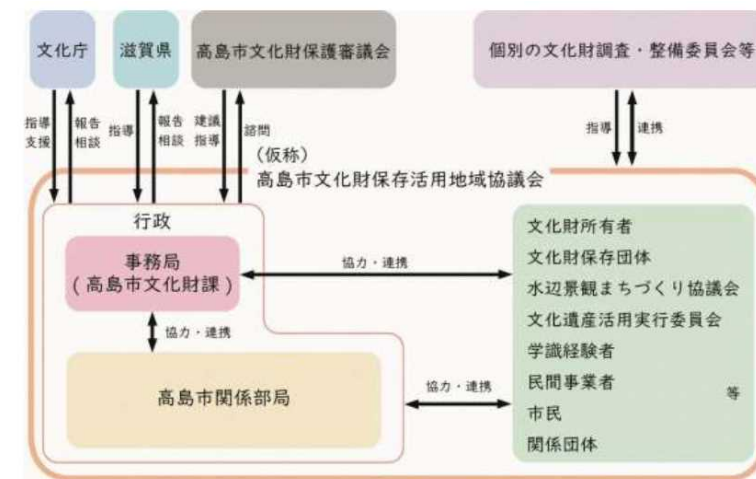 文化庁
滋賀県
高島市文化財保護審議会
個別の文化財調査・整備委員会等
指導
支援
報告
相談
指導
報告
相談
建議
指導
諮問
指導
連携
(仮称)
高島市文化財保存活用地域協議会
行政
事務局
(高島市文化財課)
協力・連携
協力・連携
高島市関係部局
協力・連携
文化財所有者
文化財保存団体
水辺景観まちづくり協議会
文化遺産活用実行委員会
学識経験者
民間事業者
等
市民
関係団体